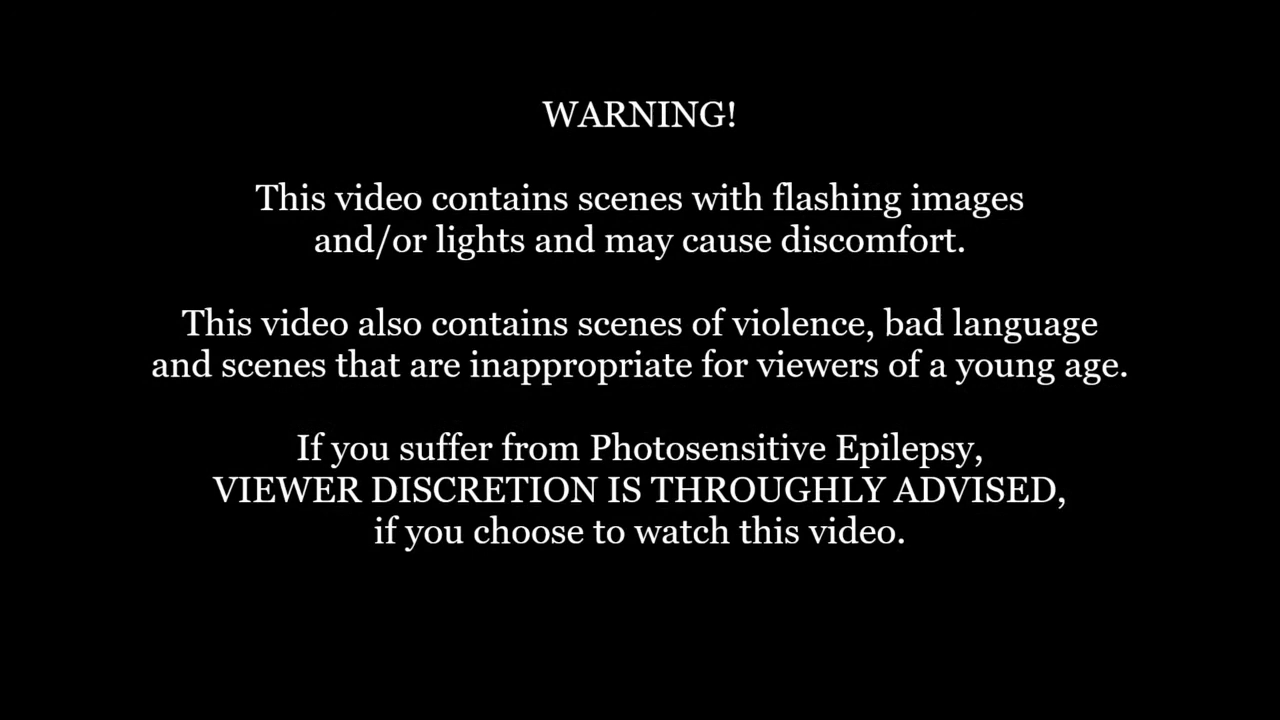 WARNING!
This video contains scenes with flashing images
and/or lights and may cause discomfort.
This video also contains scenes of violence, bad language
and scenes that are inappropriate for viewers of a young age.
If you suffer from Photosensitive Epilepsy,
VIEWER DISCRETION IS THROUGHLY ADVISED,
if you choose to watch this video.